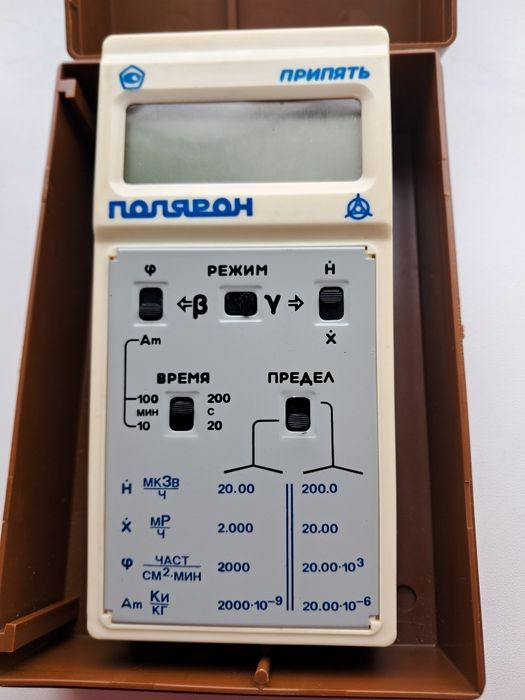 ПРИПЯТЬ
ПОЛЯРОН
φ РЕЖИМ Ḣ
⇐β γ⇒
Am Ẋ
ВРЕМЯ ПРЕДЕЛ
100 200
МИН С
10 20
Ḣ мкЗв/ч 20.00 200.0
Ẋ мР/ч 2.000 20.00
φ ЧАСТ/СМ²·МИН 2000 20.00·10³
Am Ки/КГ 2000·10⁻⁹ 20.00·10⁻⁶